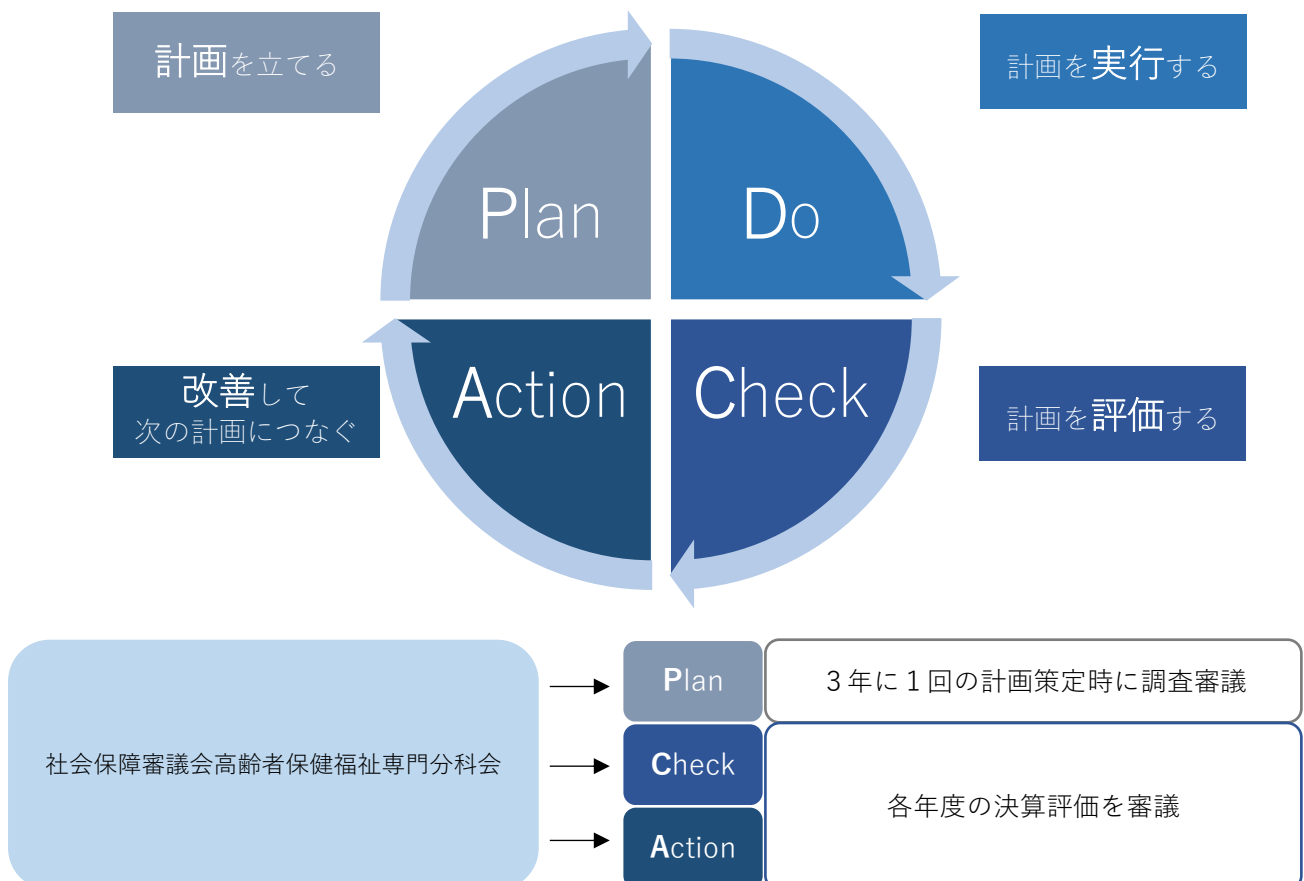 計画を立てる
計画を実行する
Plan
Do
Action
Check
改善して
次の計画につなぐ
計画を評価する
社会保障審議会高齢者保健福祉専門分科会
Plan
３年に１回の計画策定時に調査審議
Check
Action
各年度の決算評価を審議